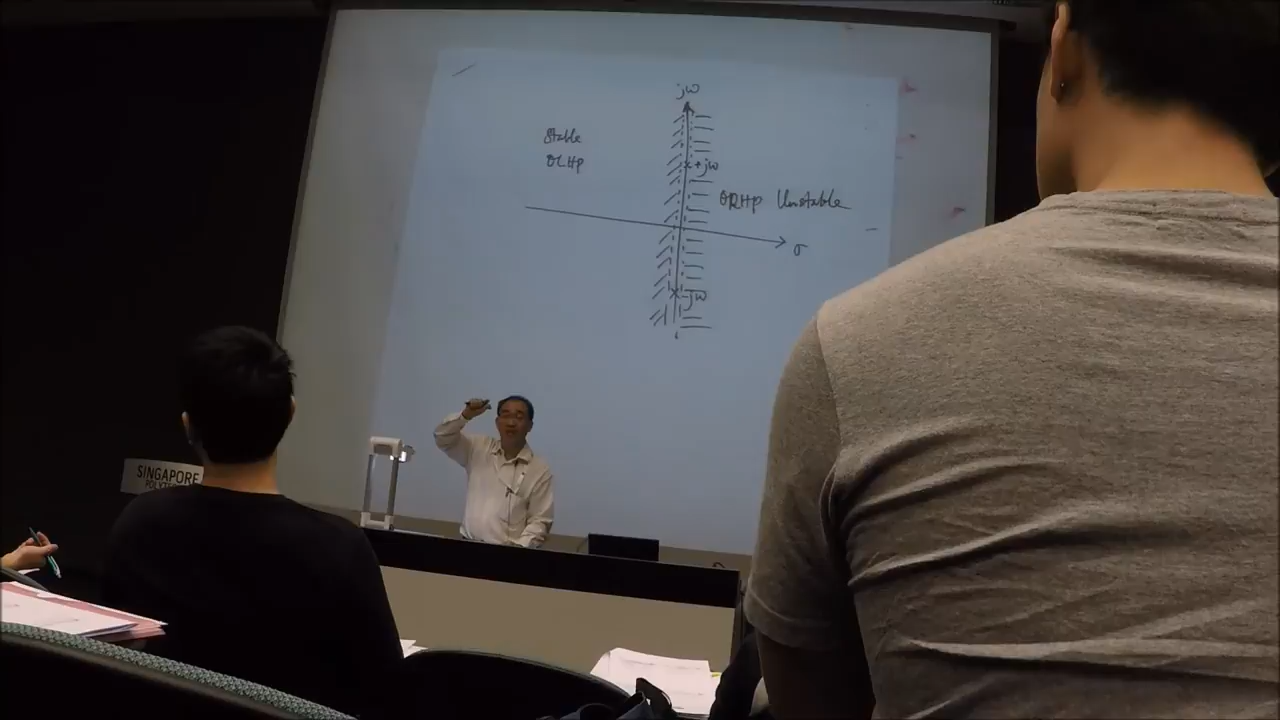 jω
Stable
OLHP
+jω
ORHP Unstable
σ
-jω
SINGAPORE